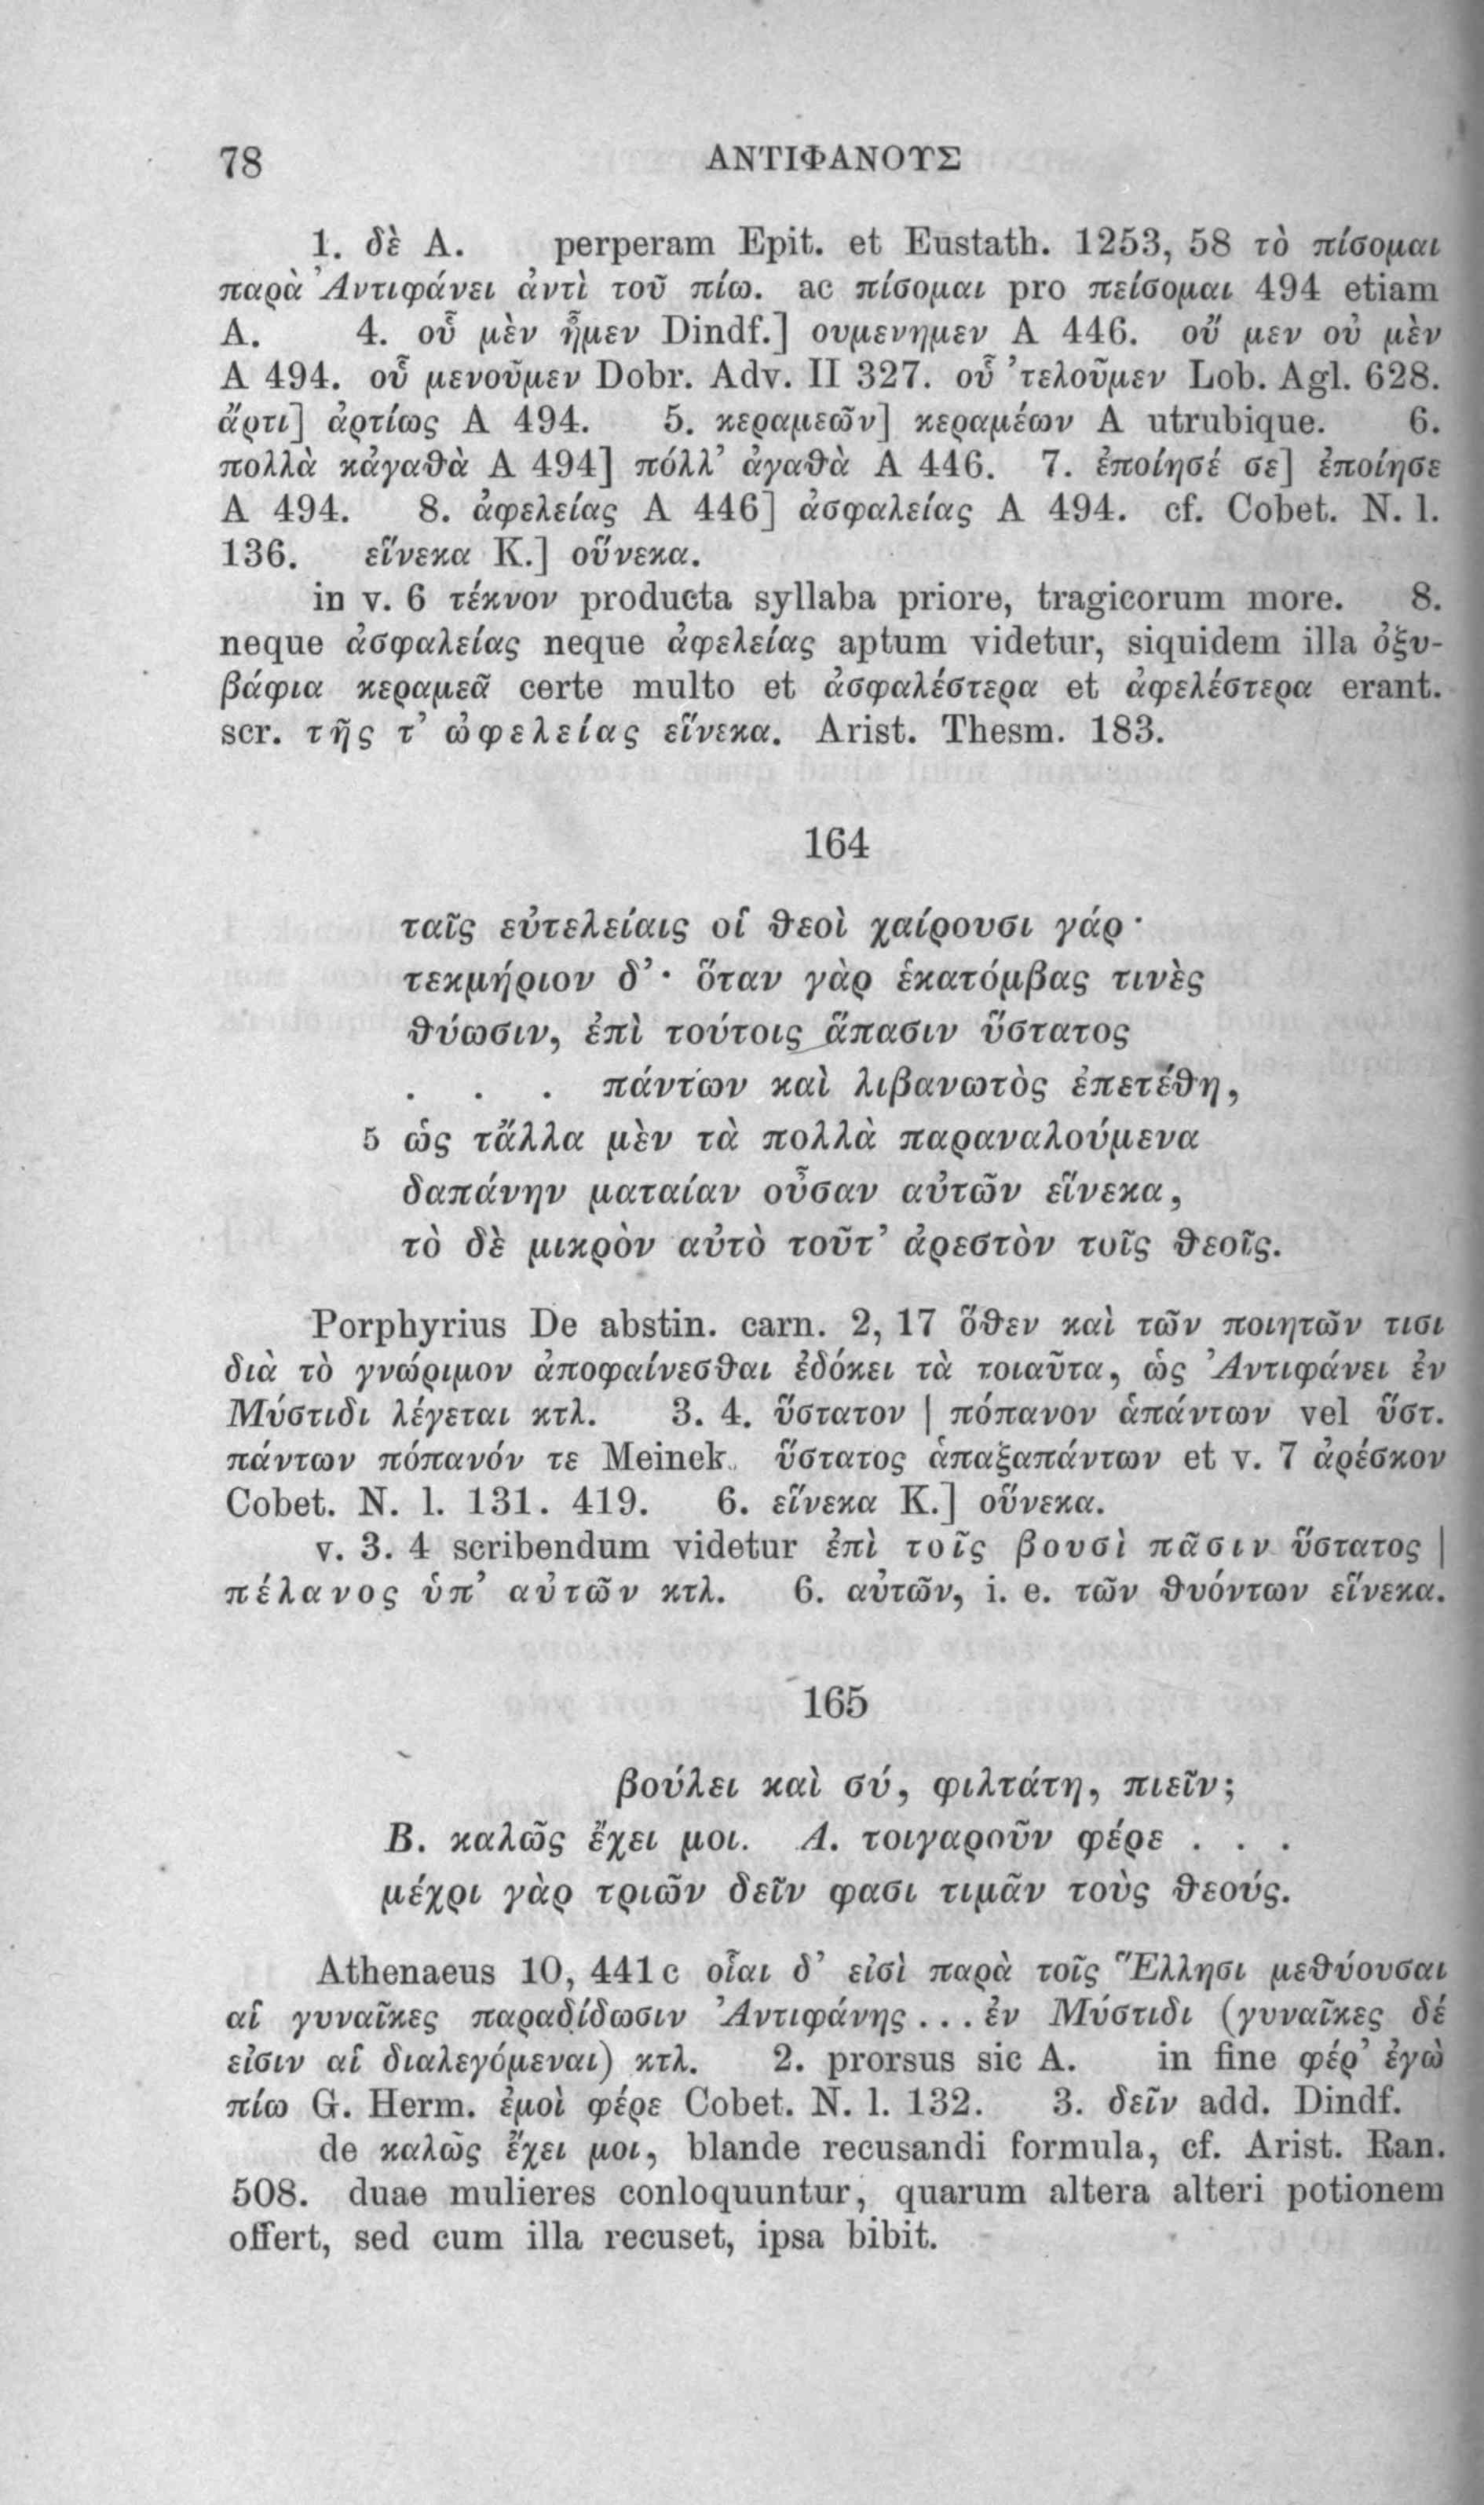 78 ΑΝΤΙΦΑΝΟΥΣ
1. δὲ A. perperam Epit. et Eustath. 1253, 58 τὸ πίσομαι
παρὰ Ἀντιφάνει ἀντὶ τοῦ πίω. ac πίσομαι pro πείσομαι 494 etiam
A. 4. οὗ μὲν ἦμεν Dindf.] ουμενημεν A 446. οὔ μεν οὐ μὲν
A 494. οὗ μενοῦμεν Dobr. Adv. II 327. οὗ 'τελοῦμεν Lob. Agl. 628.
ἄρτι] ἀρτίως A 494. 5. κεραμεῶν] κεραμέων A utrubique. 6.
πολλὰ κἀγαθὰ A 494] πόλλ' ἀγαθὰ A 446. 7. ἐποίησέ σε] ἐποίησε
A 494. 8. ἀφελείας A 446] ἀσφαλείας A 494. cf. Cobet. N. l.
136. εἵνεκα K.] οὕνεκα.
in v. 6 τέκνον producta syllaba priore, tragicorum more. 8.
neque ἀσφαλείας neque ἀφελείας aptum videtur, siquidem illa ὀξυ-
βάφια κεραμεᾶ certe multo et ἀσφαλέστερα et ἀφελέστερα erant.
scr. τῆς τ' ὠφελείας εἵνεκα. Arist. Thesm. 183.
164
ταῖς εὐτελείαις οἱ θεοὶ χαίρουσι γάρ·
τεκμήριον δ'· ὅταν γὰρ ἑκατόμβας τινὲς
θύωσιν, ἐπὶ τούτοις ἅπασιν ὕστατος
. . . πάντων καὶ λιβανωτὸς ἐπετέθη,
5 ὡς τἄλλα μὲν τὰ πολλὰ παραναλούμενα
δαπάνην ματαίαν οὖσαν αὐτῶν εἵνεκα,
τὸ δὲ μικρὸν αὐτὸ τοῦτ' ἀρεστὸν τοῖς θεοῖς.
Porphyrius De abstin. carn. 2, 17 ὅθεν καὶ τῶν ποιητῶν τισι
διὰ τὸ γνώριμον ἀποφαίνεσθαι ἐδόκει τὰ τοιαῦτα, ὡς Ἀντιφάνει ἐν
Μύστιδι λέγεται κτλ. 3. 4. ὕστατον | πόπανον ἁπάντων vel ὕστ.
πάντων πόπανόν τε Meinek. ὕστατος ἁπαξαπάντων et v. 7 ἀρέσκον
Cobet. N. l. 131. 419. 6. εἵνεκα K.] οὕνεκα.
v. 3. 4 scribendum videtur ἐπὶ τοῖς βουσὶ πᾶσιν ὕστατος |
πέλανος ὑπ' αὐτῶν κτλ. 6. αὐτῶν, i. e. τῶν θυόντων εἵνεκα.
165
βούλει καὶ σύ, φιλτάτη, πιεῖν;
Β. καλῶς ἔχει μοι. Α. τοιγαροῦν φέρε . . .
μέχρι γὰρ τριῶν δεῖν φασι τιμᾶν τοὺς θεούς.
Athenaeus 10, 441 c οἷαι δ' εἰσὶ παρὰ τοῖς Ἕλλησι μεθύουσαι
αἱ γυναῖκες παραδίδωσιν Ἀντιφάνης ... ἐν Μύστιδι (γυναῖκες δέ
εἰσιν αἱ διαλεγόμεναι) κτλ. 2. prorsus sic A. in fine φέρ' ἐγὼ
πίω G. Herm. ἐμοὶ φέρε Cobet. N. l. 132. 3. δεῖν add. Dindf.
de καλῶς ἔχει μοι, blande recusandi formula, cf. Arist. Ran.
508. duae mulieres conloquuntur, quarum altera alteri potionem
offert, sed cum illa recuset, ipsa bibit.